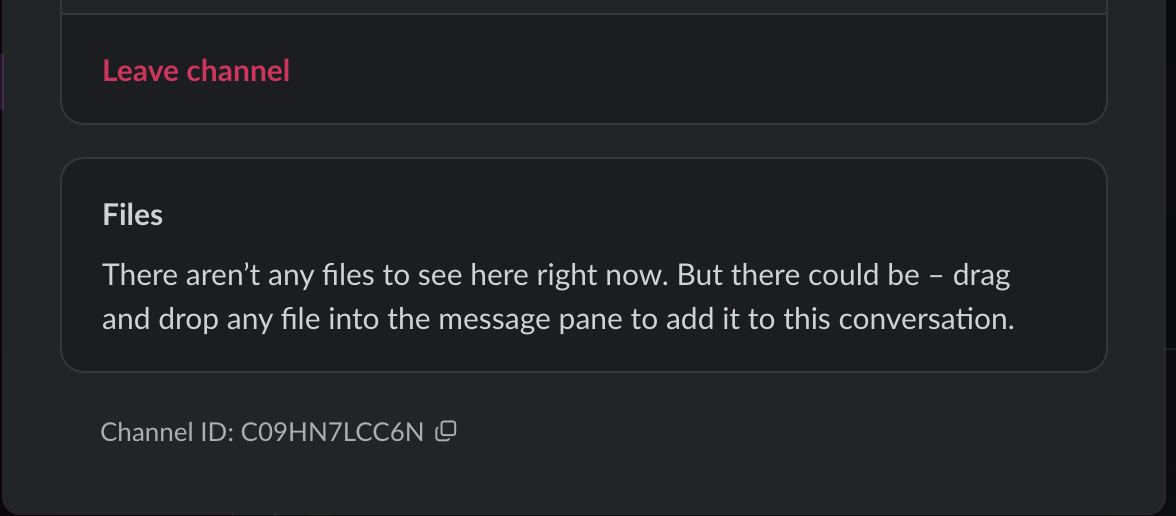 Leave channel
Files
There aren’t any files to see here right now. But there could be – drag
and drop any file into the message pane to add it to this conversation.
Channel ID: C09HN7LCC6N